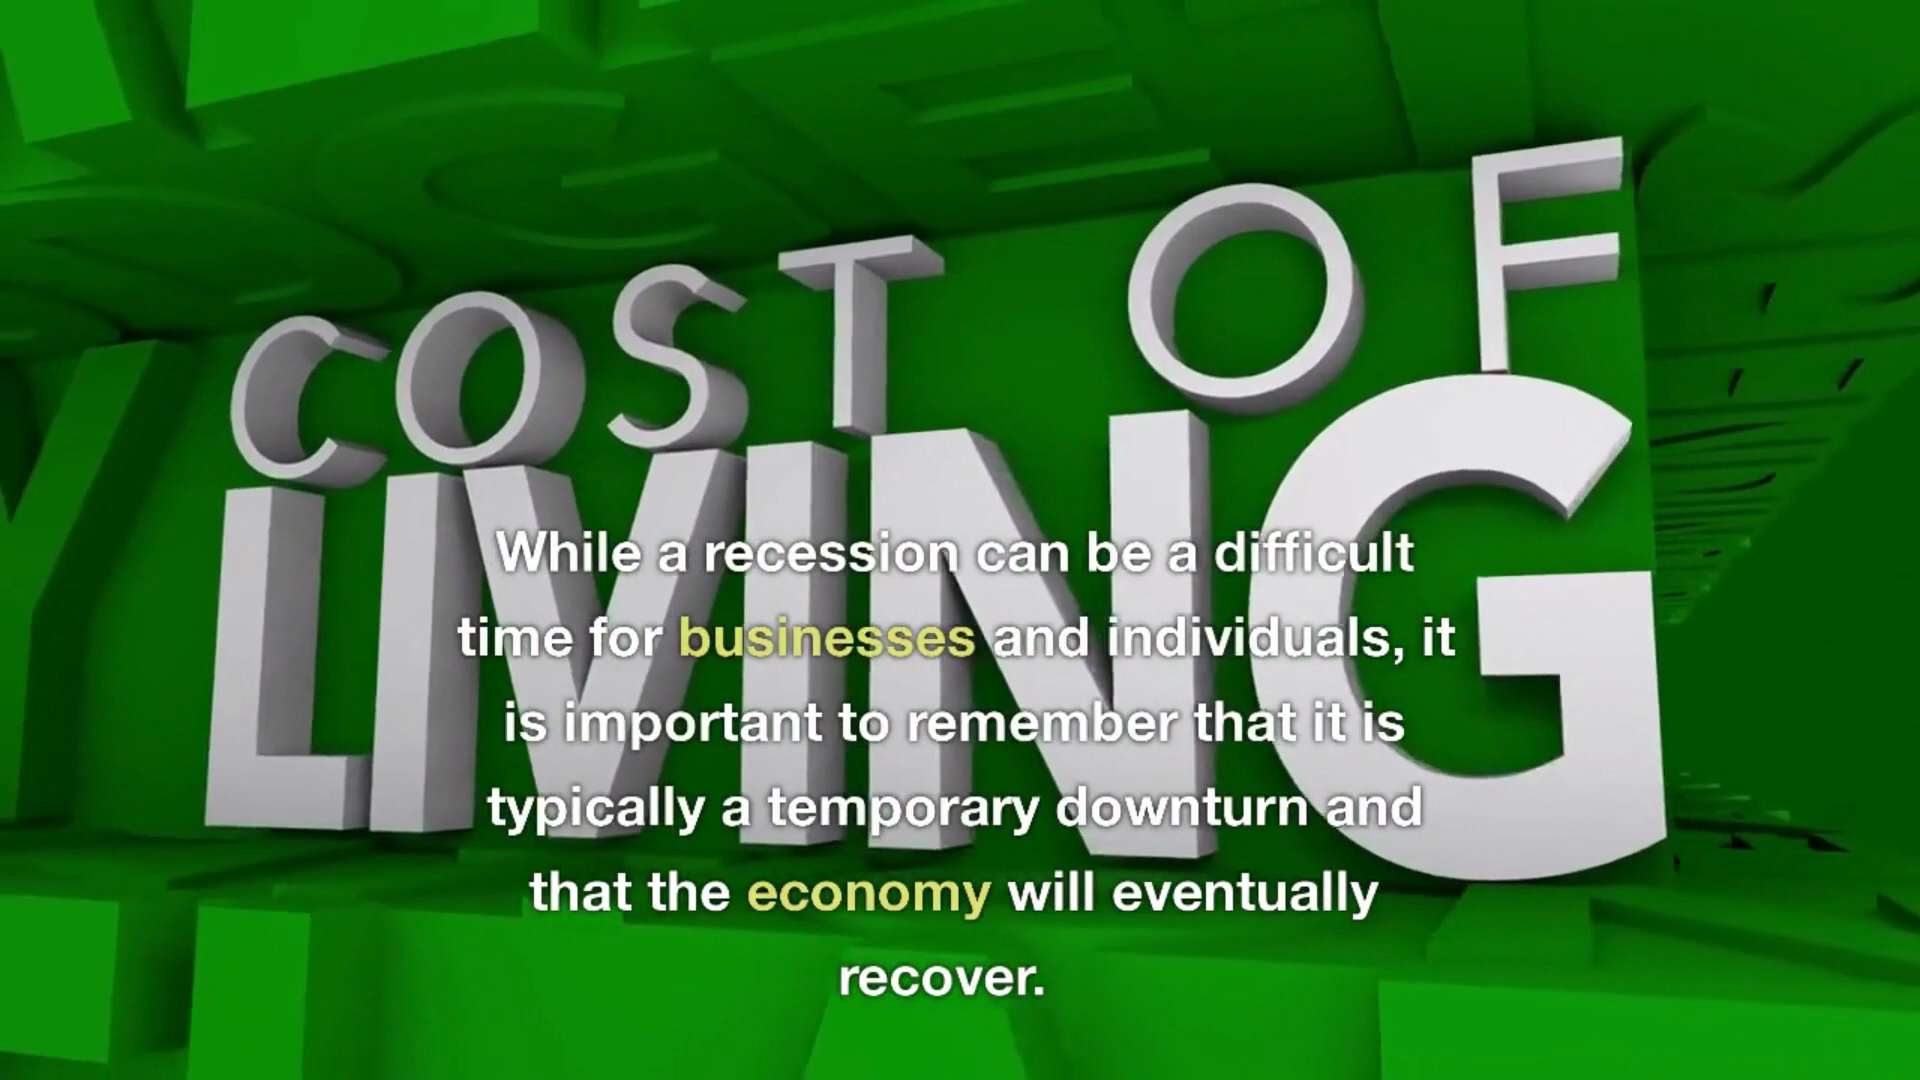 COST OF
LIVING
While a recession can be a difficult
time for businesses and individuals, it
is important to remember that it is
typically a temporary downturn and
that the economy will eventually
recover.